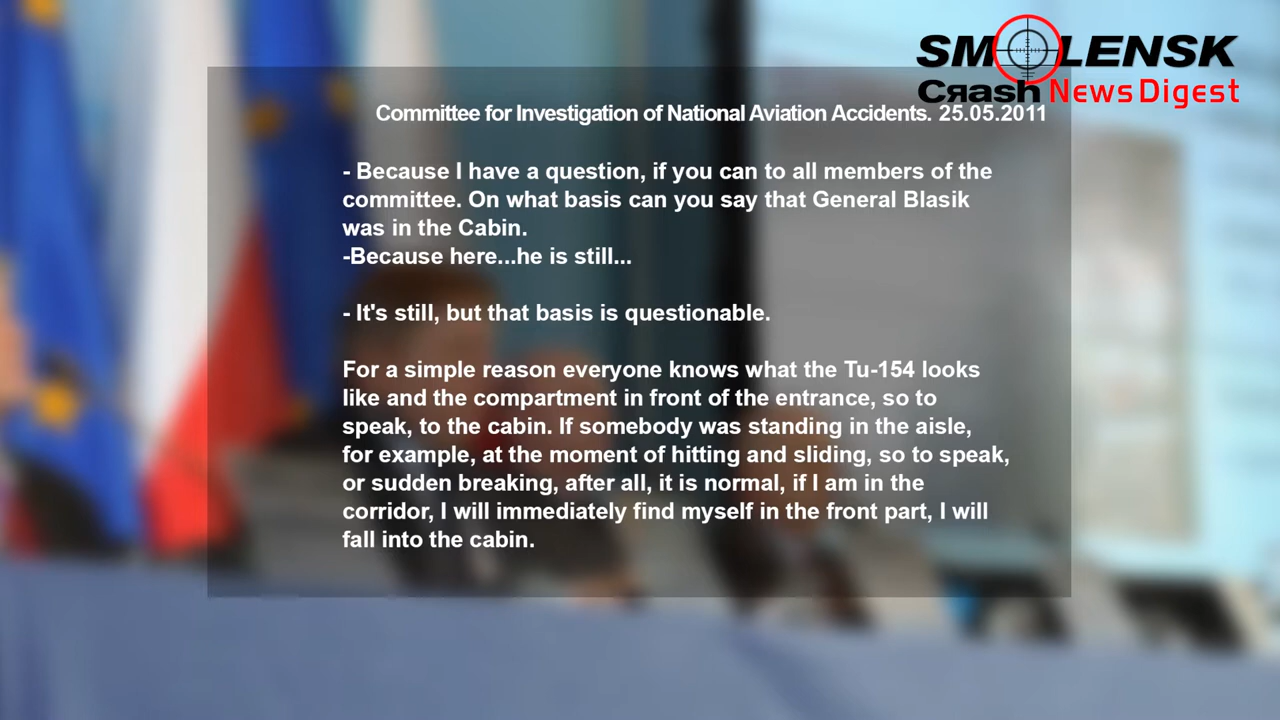 SMOLENSK
Crash News Digest
Committee for Investigation of National Aviation Accidents. 25.05.2011
- Because I have a question, if you can to all members of the
committee. On what basis can you say that General Blasik
was in the Cabin.
-Because here...he is still...
- It's still, but that basis is questionable.
For a simple reason everyone knows what the Tu-154 looks
like and the compartment in front of the entrance, so to
speak, to the cabin. If somebody was standing in the aisle,
for example, at the moment of hitting and sliding, so to speak,
or sudden breaking, after all, it is normal, if I am in the
corridor, I will immediately find myself in the front part, I will
fall into the cabin.